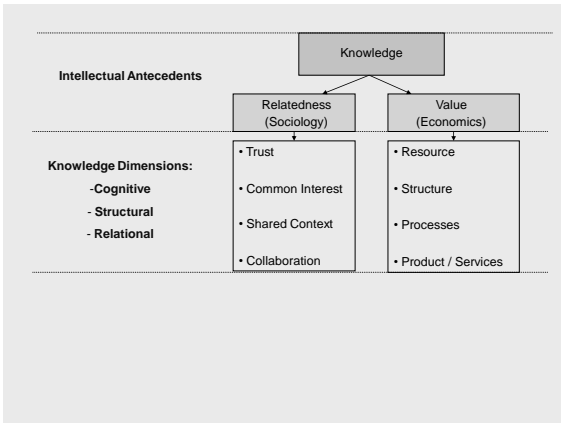 Knowledge
Intellectual Antecedents
Relatedness
(Sociology)
Value
(Economics)
Knowledge Dimensions:
-Cognitive
- Structural
- Relational
• Trust
• Common Interest
• Shared Context
• Collaboration
• Resource
• Structure
• Processes
• Product / Services